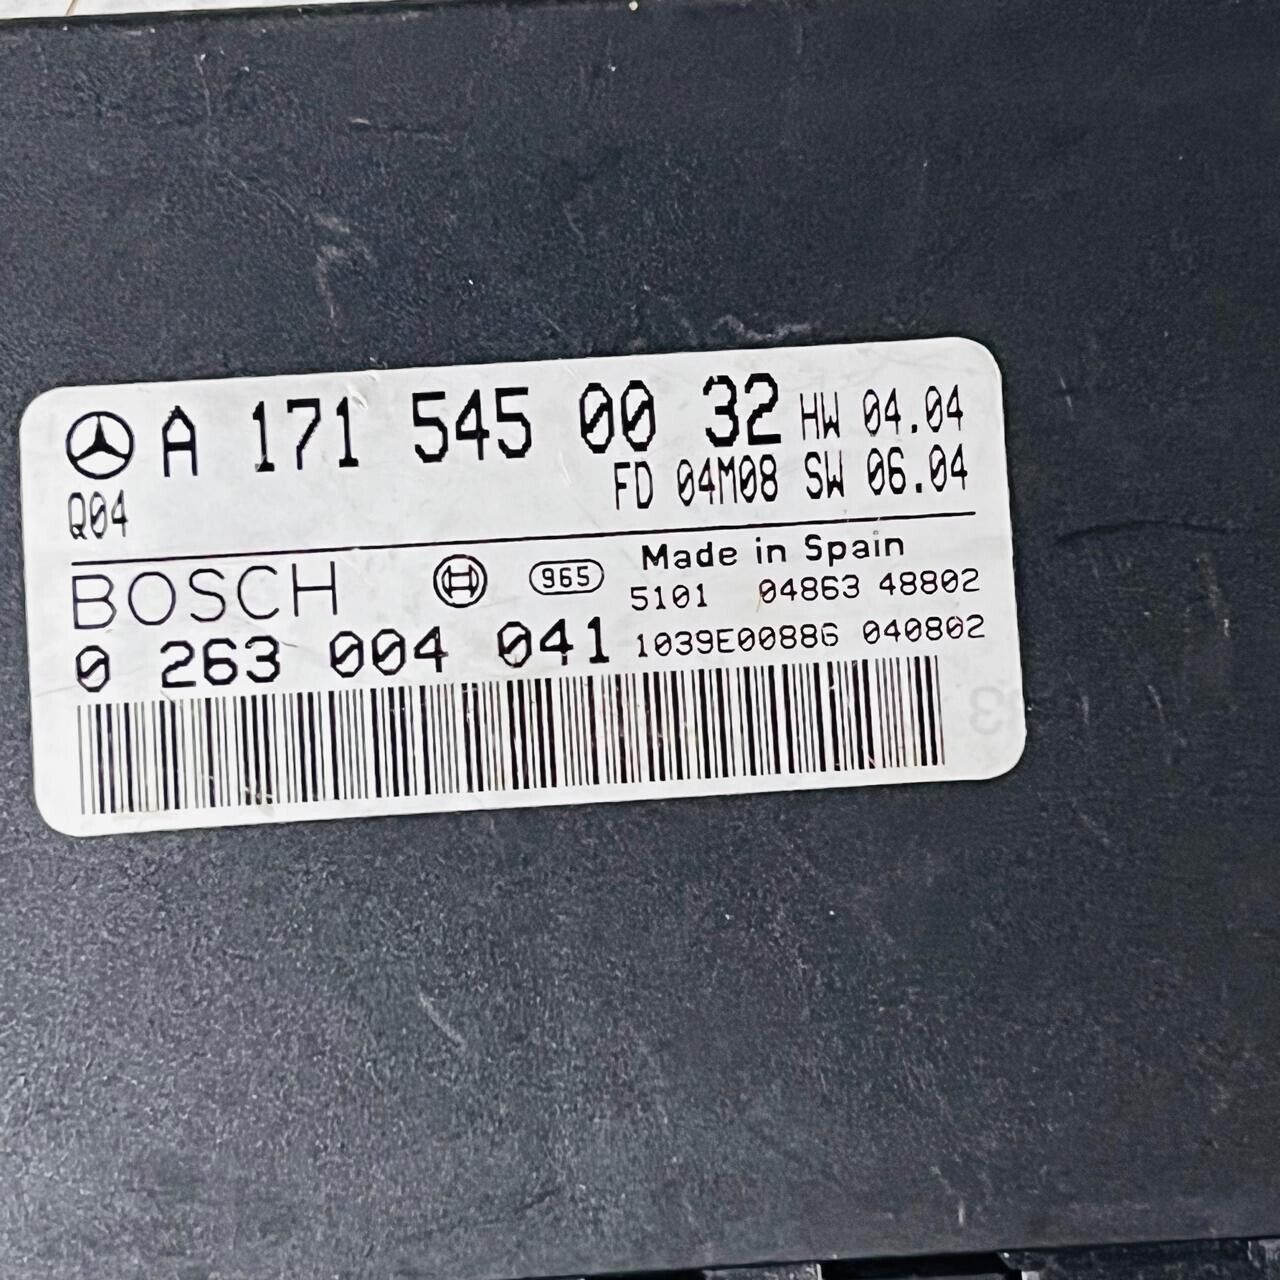 A 171 545 00 32 HW 04.04
Q04 FD 04M08 SW 06.04
BOSCH 965 Made in Spain
5101 04863 48802
0 263 004 041 1039E00886 040802